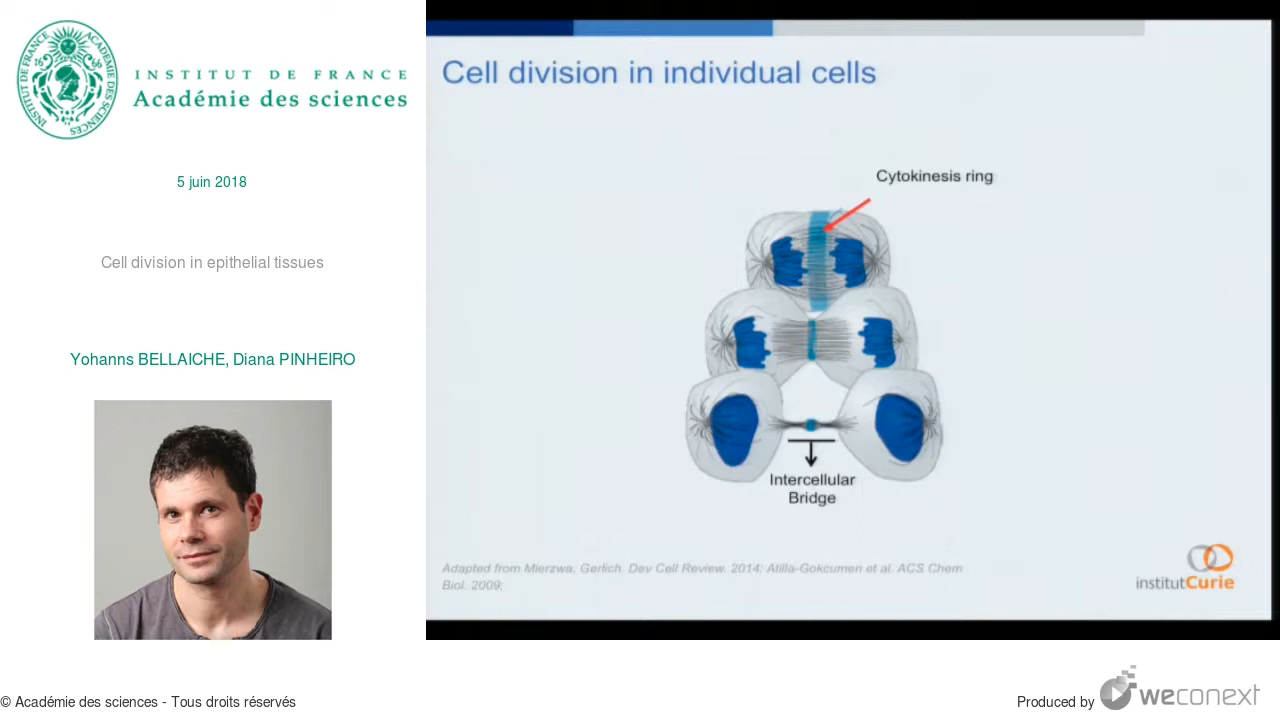 INSTITUT DE FRANCE
Académie des sciences
5 juin 2018
Cell division in epithelial tissues
Yohanns BELLAICHE, Diana PINHEIRO
Cell division in individual cells
Cytokinesis ring
Intercellular
Bridge
Adapted from Mierzwa, Gerlich. Dev Cell Review. 2014; Atilla-Gokcumen et al. ACS Chem
Biol. 2009;
institutCurie
© Académie des sciences - Tous droits réservés
Produced by weconext